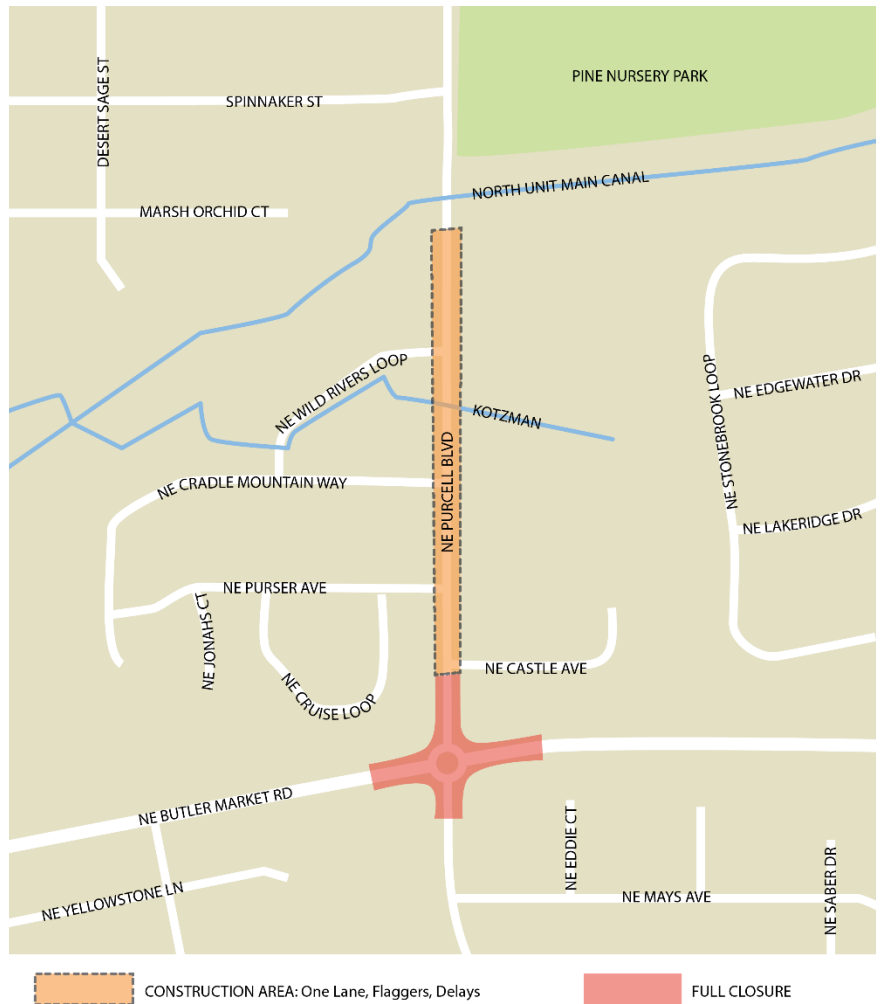 PINE NURSERY PARK
SPINNAKER ST
DESERT SAGE ST
NORTH UNIT MAIN CANAL
MARSH ORCHID CT
NE WILD RIVERS LOOP
NE EDGEWATER DR
KOTZMAN
NE STONEBROOK LOOP
NE PURCELL BLVD
NE CRADLE MOUNTAIN WAY
NE LAKERIDGE DR
NE PURSER AVE
NE JONAHS CT
NE CASTLE AVE
NE CRUISE LOOP
NE BUTLER MARKET RD
NE EDDIE CT
NE YELLOWSTONE LN
NE MAYS AVE
NE SABER DR
CONSTRUCTION AREA: One Lane, Flaggers, Delays
FULL CLOSURE